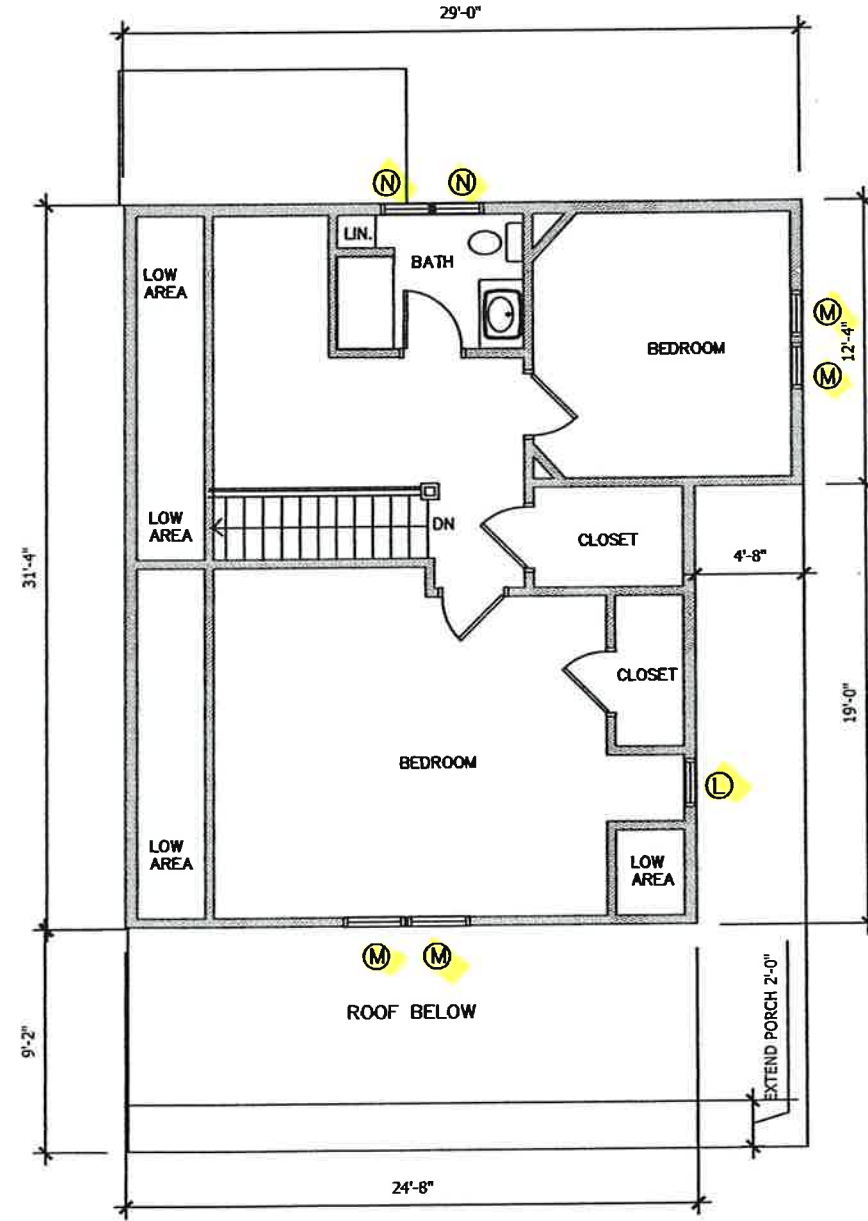 29'-0"
N
N
LIN.
BATH
LOW
AREA
BEDROOM
M
12'-4"
M
LOW
AREA
DN
CLOSET
4'-8"
31'-4"
CLOSET
19'-0"
BEDROOM
L
LOW
AREA
LOW
AREA
M
M
ROOF BELOW
9'-2"
EXTEND PORCH 2'-0"
24'-8"